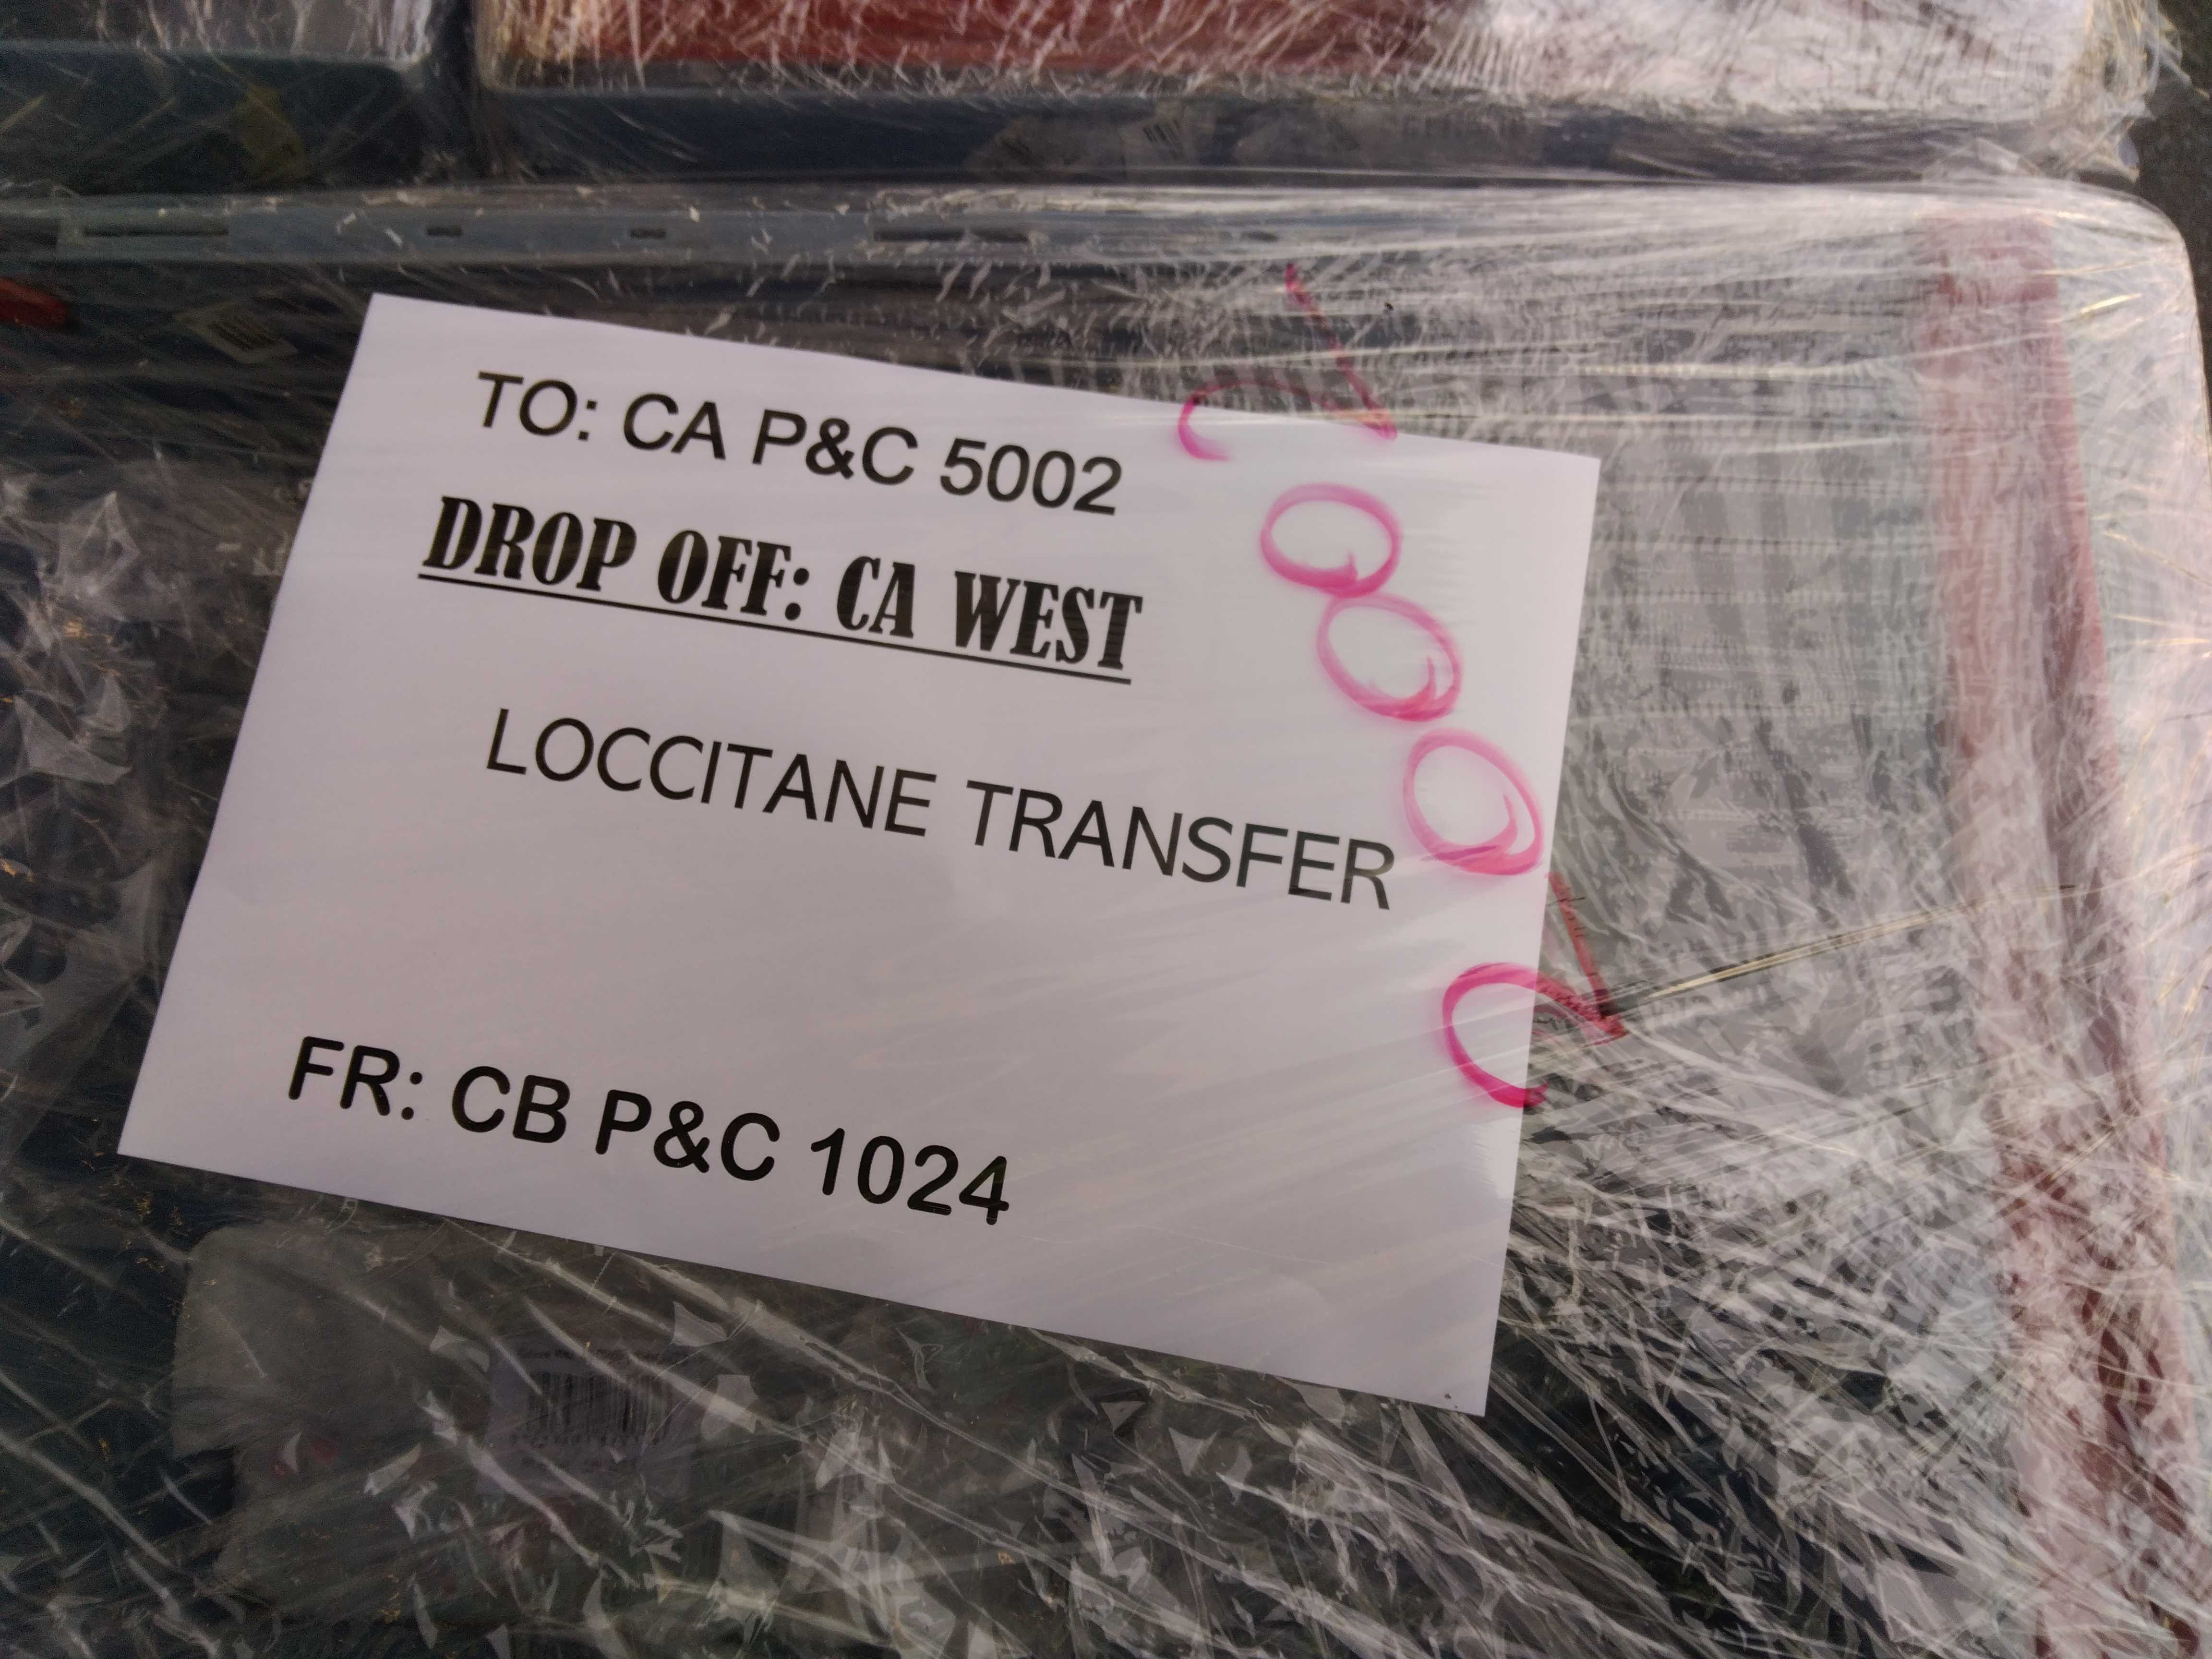 TO: CA P&C 5002
DROP OFF: CA WEST
LOCCITANE TRANSFER
FR: CB P&C 1024